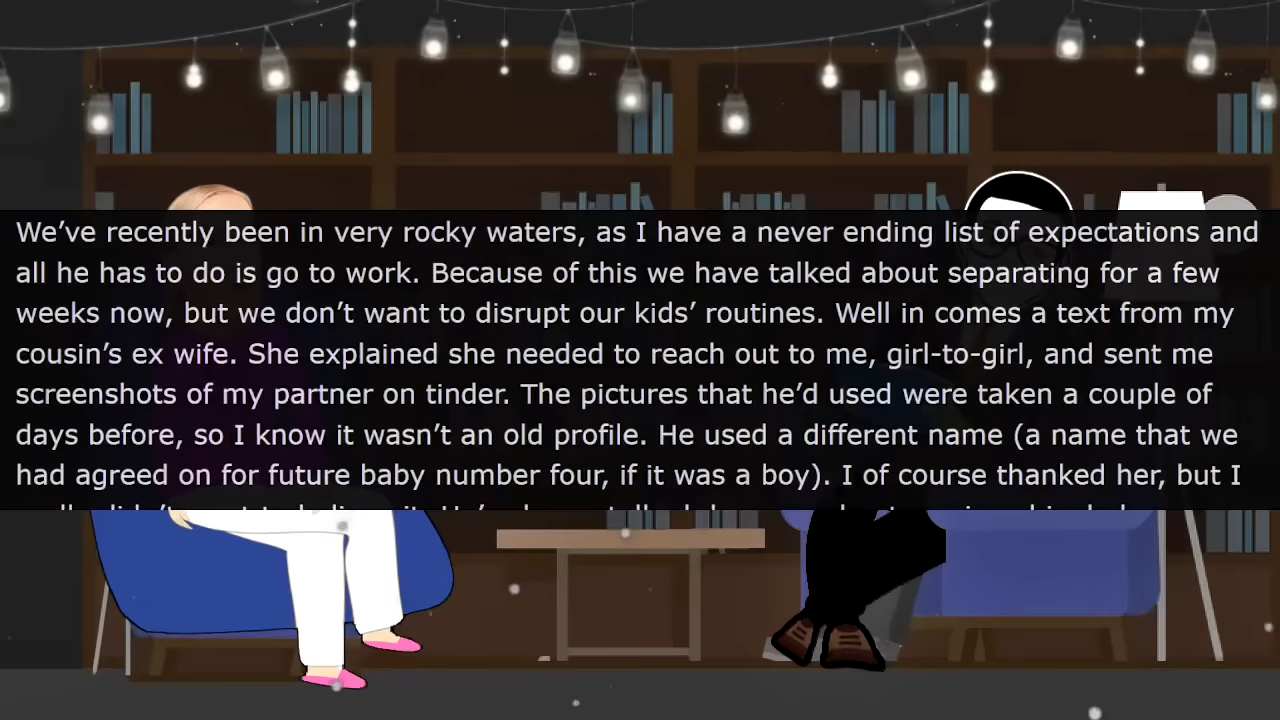 We’ve recently been in very rocky waters, as I have a never ending list of expectations and
all he has to do is go to work. Because of this we have talked about separating for a few
weeks now, but we don’t want to disrupt our kids’ routines. Well in comes a text from my
cousin’s ex wife. She explained she needed to reach out to me, girl-to-girl, and sent me
screenshots of my partner on tinder. The pictures that he’d used were taken a couple of
days before, so I know it wasn’t an old profile. He used a different name (a name that we
had agreed on for future baby number four, if it was a boy). I of course thanked her, but I